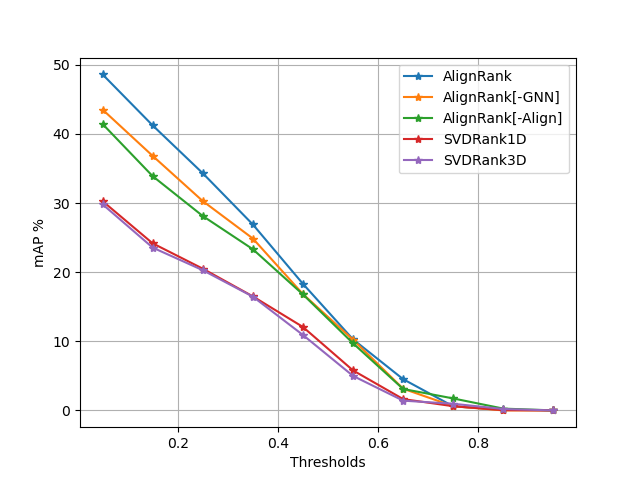 50
40
30
20
10
0
mAP %
0.2
0.4
0.6
0.8
Thresholds
AlignRank
AlignRank[-GNN]
AlignRank[-Align]
SVDRank1D
SVDRank3D